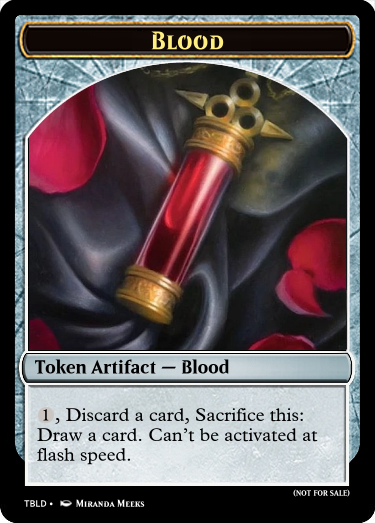 Blood
Token Artifact — Blood
1, Discard a card, Sacrifice this:
Draw a card. Can't be activated at
flash speed.
(NOT FOR SALE)
TBLD • Miranda Meeks